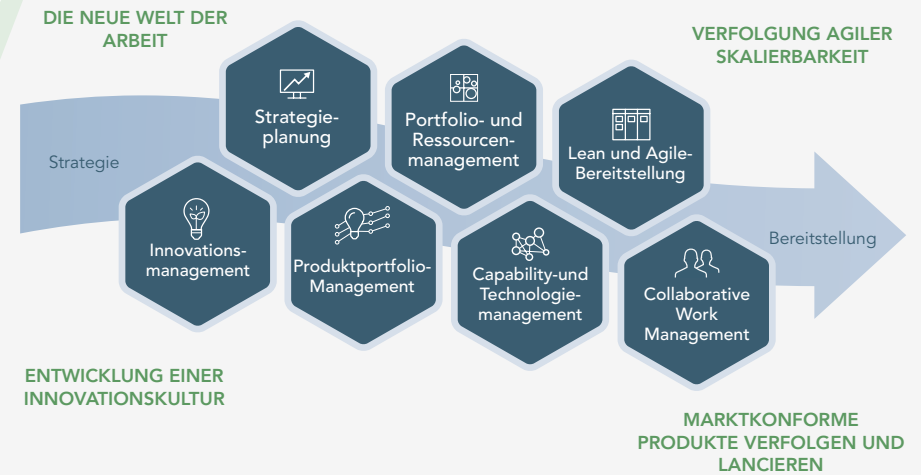 DIE NEUE WELT DER
ARBEIT
VERFOLGUNG AGILER
SKALIERBARKEIT
Strategie
Strategie-
planung
Portfolio- und
Ressourcen-
management
Lean und Agile-
Bereitstellung
Innovations-
management
Produktportfolio-
Management
Capability-und
Technologie-
management
Collaborative
Work
Management
Bereitstellung
ENTWICKLUNG EINER
INNOVATIONSKULTUR
MARKTKONFORME
PRODUKTE VERFOLGEN UND
LANCIEREN